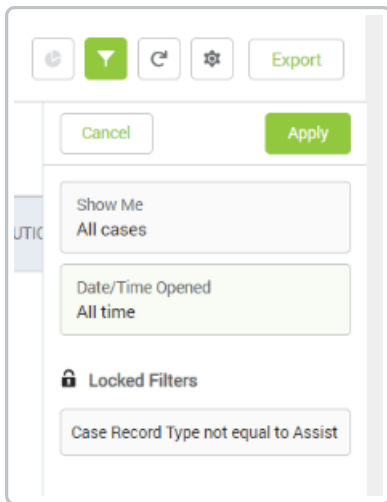 Export
Cancel
Apply
Show Me
All cases
UTIO
Date/Time Opened
All time
Locked Filters
Case Record Type not equal to Assist